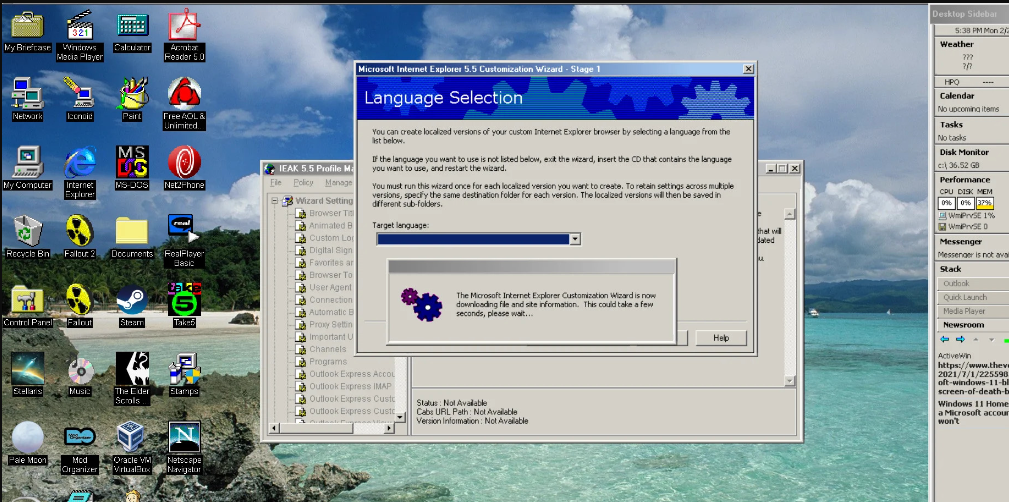 My Briefcase
Windows
Media Player
Calculator
Acrobat
Reader 5.0
Network
Iconoid
Paint
Free AOL &
Unlimited...
My Computer
Internet
Explorer
MS-DOS
Net2Phone
Recycle Bin
Fallout 2
Documents
real
RealPlayer
Basic
Control Panel
Fallout
Steam
Take5
Stellaris
Music
The Elder
Scrolls...
Stamps
Pale Moon
Mod
Organizer
Oracle VM
VirtualBox
Netscape
Navigator
IEAK 5.5 Profile Ma
File Policy Manage
Wizard Setting
Browser Titl
Animated B
Custom Lo
Digital Sign
Favorites ar
Browser To
User Agent
Connection
Automatic B
Proxy Settin
Important U
Channels
Programs
Outlook Express Accou
Outlook Express IMAP
Outlook Express Custo
Outlook Express Custo
that will
dated
Status : Not Available
Cabs URL Path : Not Available
Version Information : Not Available
Microsoft Internet Explorer 5.5 Customization Wizard - Stage 1
Language Selection
You can create localized versions of your custom Internet Explorer browser by selecting a language from the
list below.
If the language you want to use is not listed below, exit the wizard, insert the CD that contains the language
you want to use, and restart the wizard.
You must run this wizard once for each localized version you want to create. To retain settings across multiple
versions, specify the same destination folder for each version. The localized versions will then be saved in
different sub-folders.
Target language:
The Microsoft Internet Explorer Customization Wizard is now
downloading file and site information. This could take a few
seconds, please wait...
Help
Desktop Sidebar
5:38 PM Mon 2/
Weather
???
?/?
HPQ ----
Calendar
No upcoming items
Tasks
No tasks
Disk Monitor
c:\ 36.52 GB
Performance
CPU DISK MEM
0% 0% 37%
WmiPrvSE 1%
WmiPrvSE 0
Messenger
Messenger is not avai
Stack
Outlook
Quick Launch
Media Player
Newsroom
ActiveWin
https://www.thev
2021/7/1/225598
oft-windows-11-bl
screen-of-death-b
Windows 11 Home
a Microsoft accour
won't